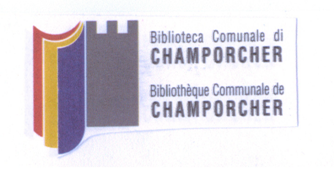 Biblioteca Comunale di
CHAMPORCHER
Bibliothèque Communale de
CHAMPORCHER